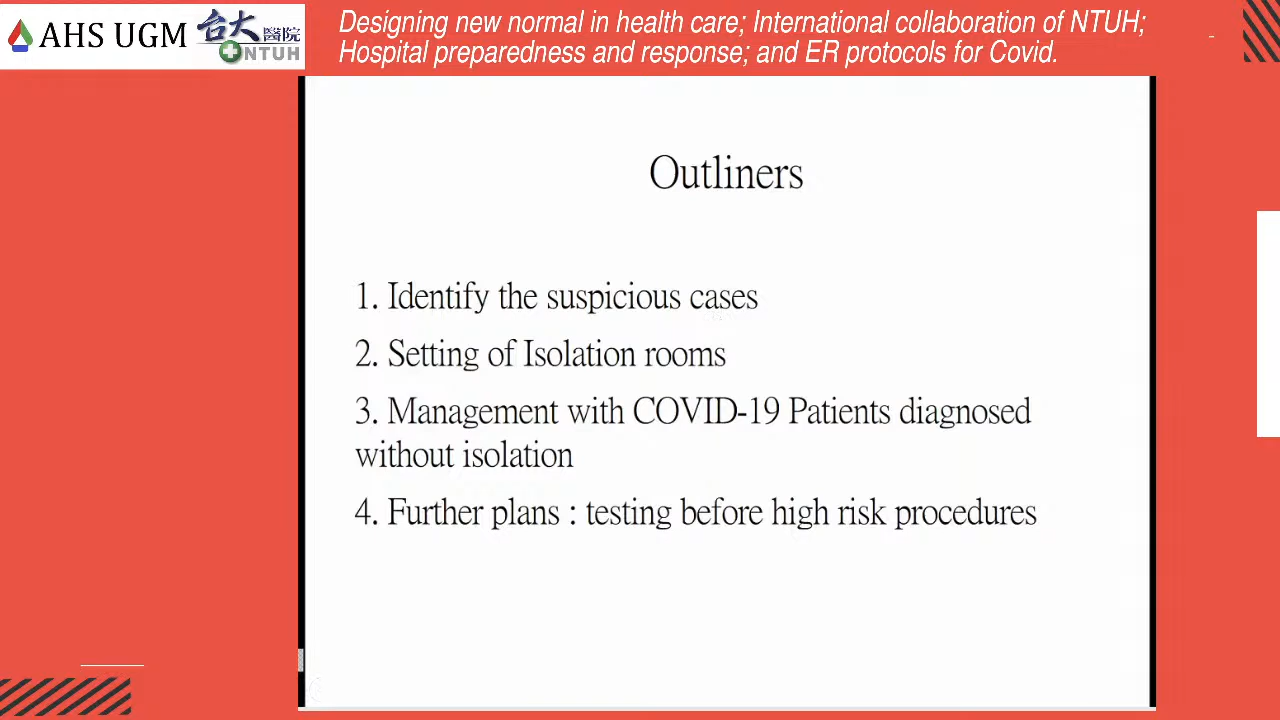 AHS UGM 台大醫院 NTUH
Designing new normal in health care; International collaboration of NTUH;
Hospital preparedness and response; and ER protocols for Covid.
Outliners
1. Identify the suspicious cases
2. Setting of Isolation rooms
3. Management with COVID-19 Patients diagnosed
without isolation
4. Further plans : testing before high risk procedures